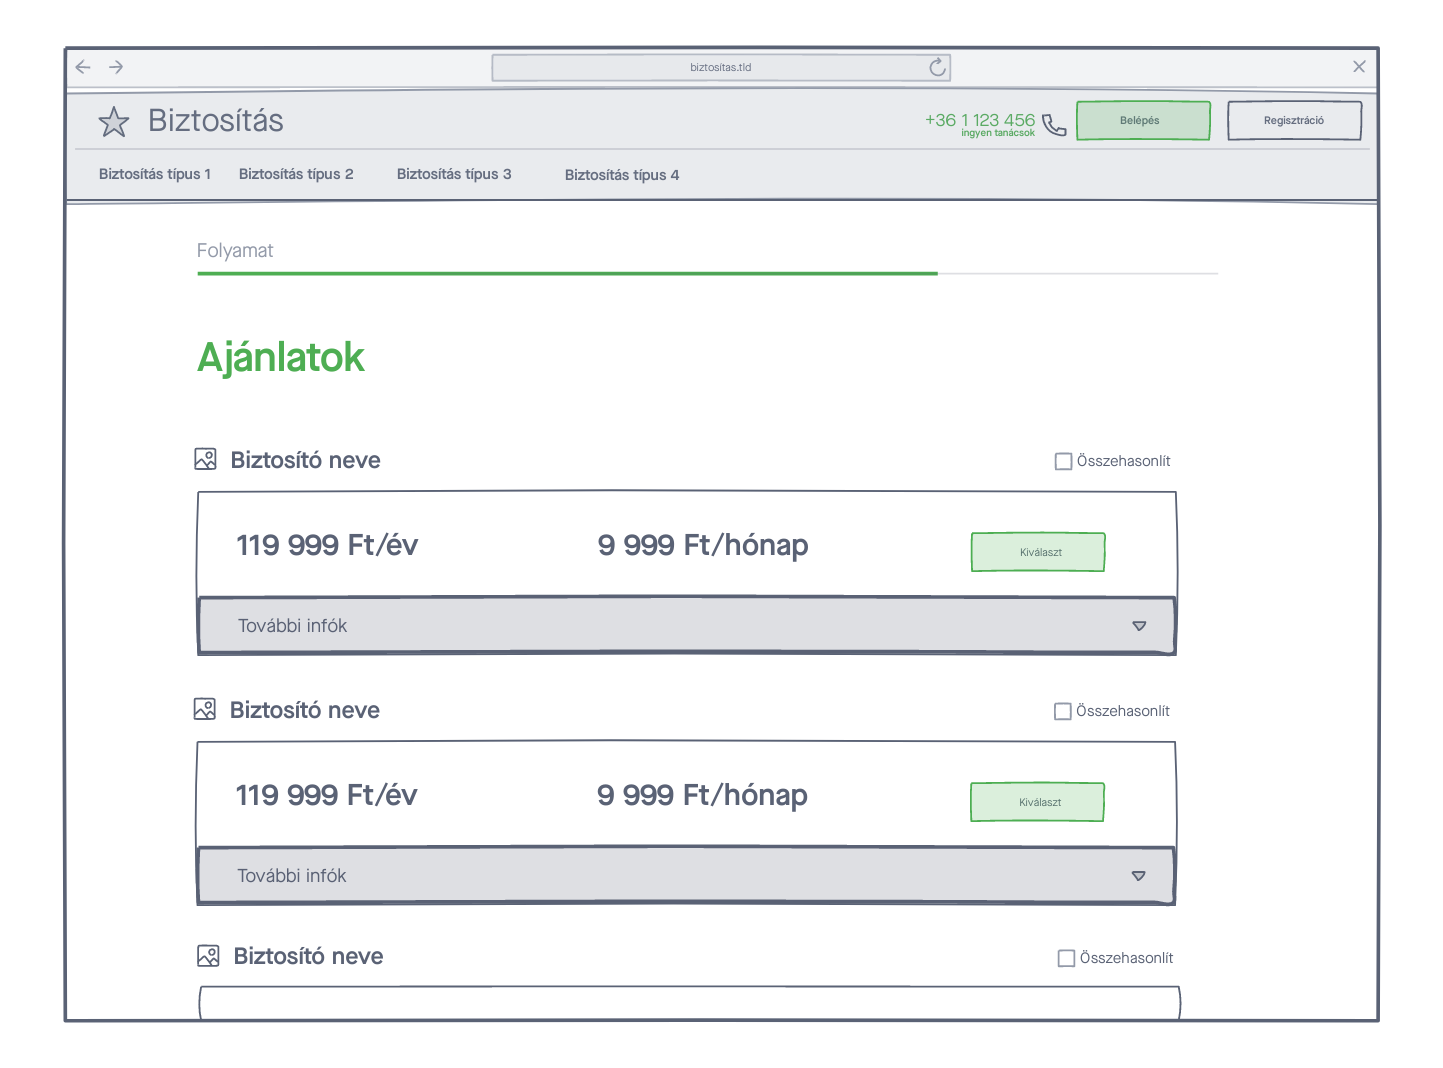 biztosítas.tld
Biztosítás
+36 1 123 456
ingyen tanácsok
Belépés
Regisztráció
Biztosítás típus 1
Biztosítás típus 2
Biztosítás típus 3
Biztosítás típus 4
Folyamat
Ajánlatok
Biztosító neve
Összehasonlít
119 999 Ft/év
9 999 Ft/hónap
Kiválaszt
További infók
Biztosító neve
Összehasonlít
119 999 Ft/év
9 999 Ft/hónap
Kiválaszt
További infók
Biztosító neve
Összehasonlít